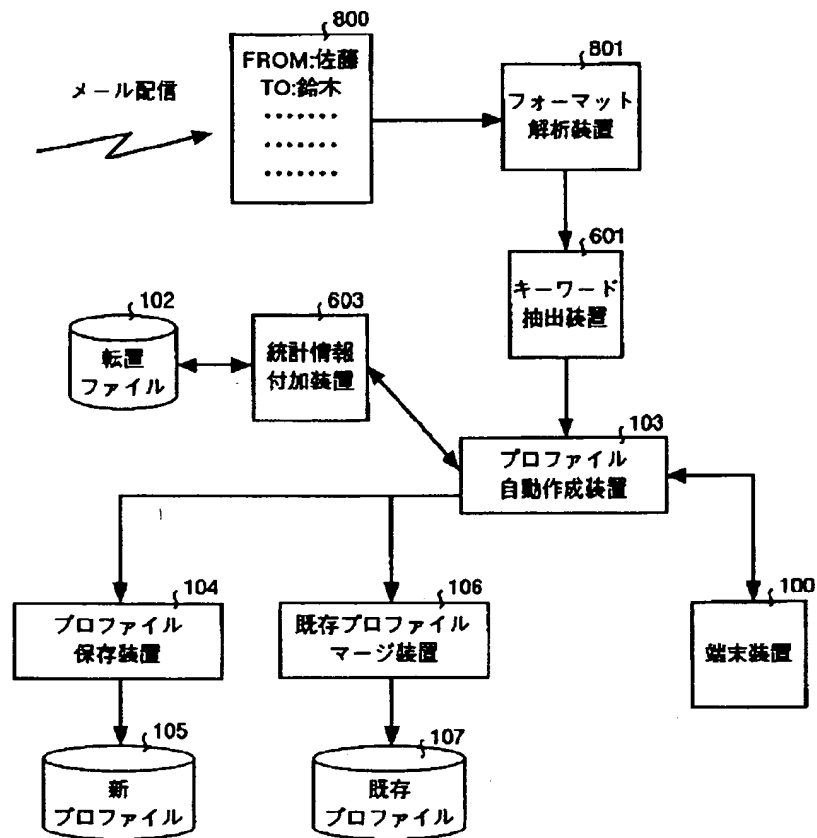 800
FROM:佐藤
TO:鈴木
メール配信
801
フォーマット
解析装置
601
キーワード
抽出装置
102
転置
ファイル
603
統計情報
付加装置
103
プロファイル
自動作成装置
104
プロファイル
保存装置
106
既存プロファイル
マージ装置
100
端末装置
105
新
プロファイル
107
既存
プロファイル